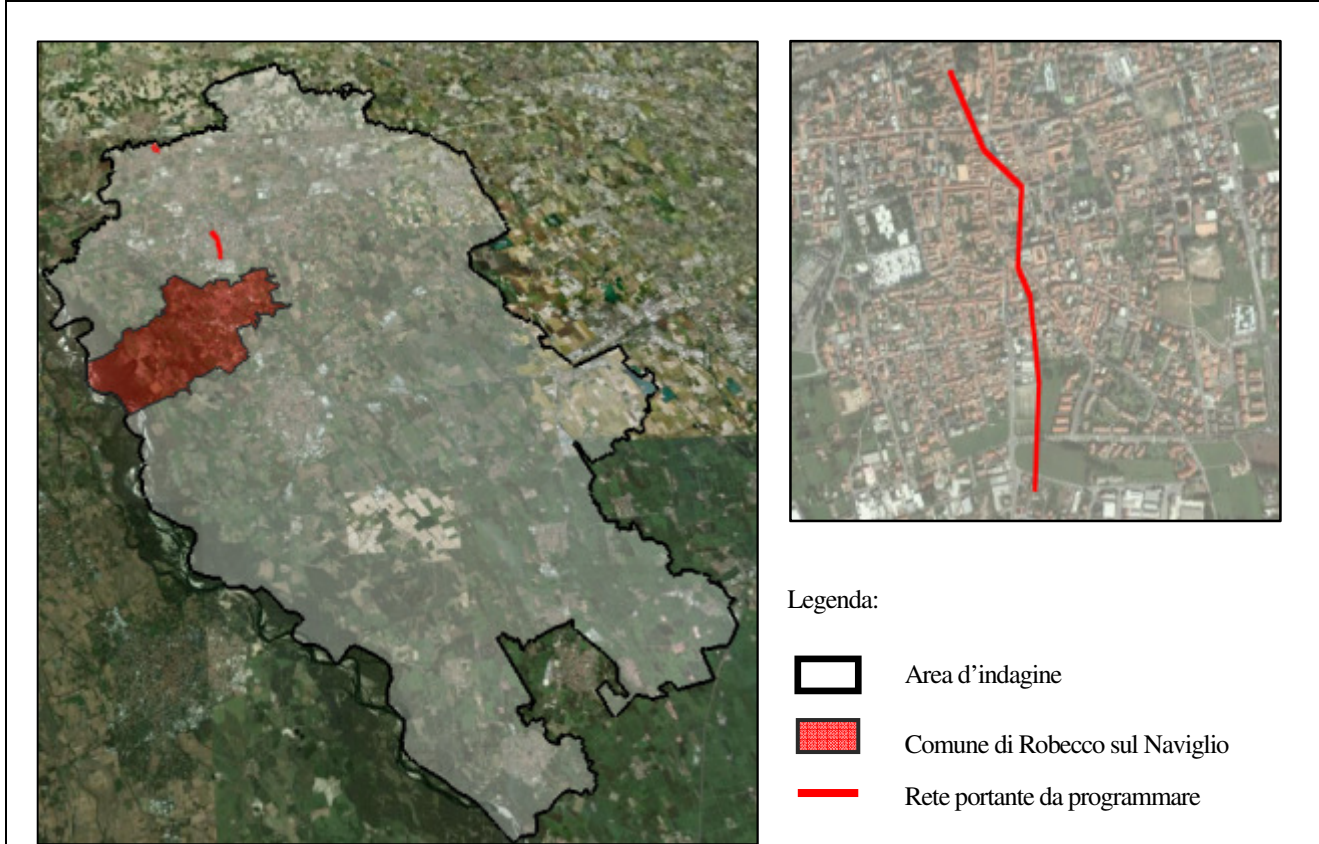 Legenda:
Area d'indagine
Comune di Robecco sul Naviglio
Rete portante da programmare